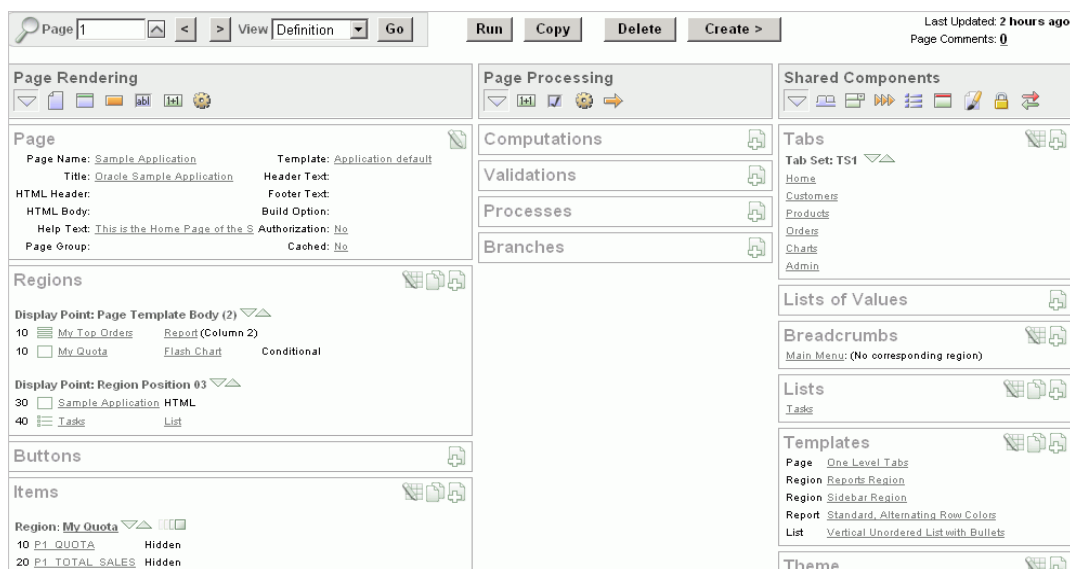 Page 1 < > View Definition Go Run Copy Delete Create >
Last Updated: 2 hours ago
Page Comments: 0
Page Rendering
Page
Page Name: Sample Application Template: Application default
Title: Oracle Sample Application Header Text:
HTML Header: Footer Text:
HTML Body: Build Option:
Help Text: This is the Home Page of the S Authorization: No
Page Group: Cached: No
Regions
Display Point: Page Template Body (2)
10 My Top Orders Report (Column 2)
10 My Quota Flash Chart Conditional
Display Point: Region Position 03
30 Sample Application HTML
40 Tasks List
Buttons
Items
Region: My Quota
10 P1_QUOTA Hidden
20 P1_TOTAL_SALES Hidden
Page Processing
Computations
Validations
Processes
Branches
Shared Components
Tabs
Tab Set: TS1
Home
Customers
Products
Orders
Charts
Admin
Lists of Values
Breadcrumbs
Main Menu: (No corresponding region)
Lists
Tasks
Templates
Page One Level Tabs
Region Reports Region
Region Sidebar Region
Report Standard, Alternating Row Colors
List Vertical Unordered List with Bullets
Theme